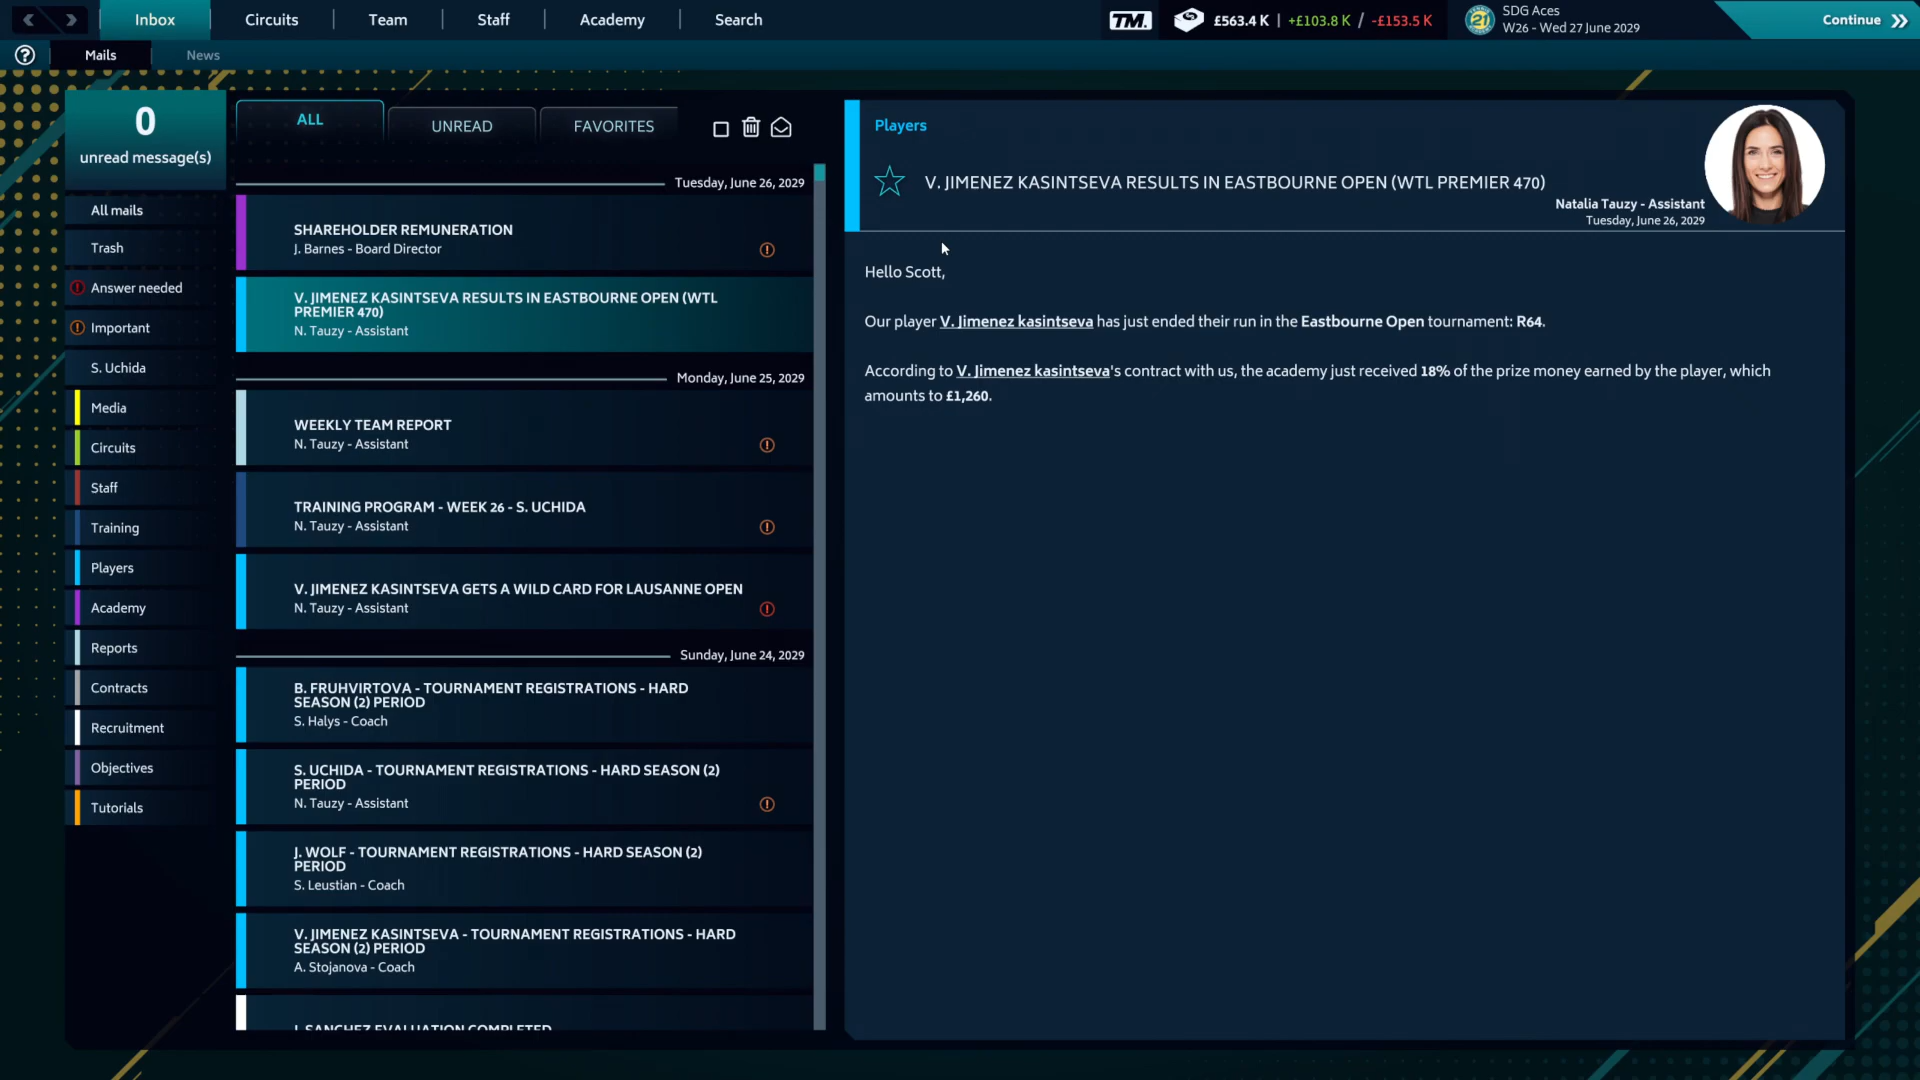 Inbox
Circuits
Team
Staff
Academy
Search
TM.
£563.4 K | +£103.8 K / -£153.5 K
21
SDG Aces
W26 - Wed 27 June 2029
Continue
Mails
News
0
unread message(s)
All mails
Trash
Answer needed
Important
S. Uchida
Media
Circuits
Staff
Training
Players
Academy
Reports
Contracts
Recruitment
Objectives
Tutorials
ALL
UNREAD
FAVORITES
Tuesday, June 26, 2029
SHAREHOLDER REMUNERATION
J. Barnes - Board Director
V. JIMENEZ KASINTSEVA RESULTS IN EASTBOURNE OPEN (WTL
PREMIER 470)
N. Tauzy - Assistant
Monday, June 25, 2029
WEEKLY TEAM REPORT
N. Tauzy - Assistant
TRAINING PROGRAM - WEEK 26 - S. UCHIDA
N. Tauzy - Assistant
V. JIMENEZ KASINTSEVA GETS A WILD CARD FOR LAUSANNE OPEN
N. Tauzy - Assistant
Sunday, June 24, 2029
B. FRUHVIRTOVA - TOURNAMENT REGISTRATIONS - HARD
SEASON (2) PERIOD
S. Halys - Coach
S. UCHIDA - TOURNAMENT REGISTRATIONS - HARD SEASON (2)
PERIOD
N. Tauzy - Assistant
J. WOLF - TOURNAMENT REGISTRATIONS - HARD SEASON (2)
PERIOD
S. Leustian - Coach
V. JIMENEZ KASINTSEVA - TOURNAMENT REGISTRATIONS - HARD
SEASON (2) PERIOD
A. Stojanova - Coach
SANCHEZ EVALUATION COMPLETED
Players
V. JIMENEZ KASINTSEVA RESULTS IN EASTBOURNE OPEN (WTL PREMIER 470)
Natalia Tauzy - Assistant
Tuesday, June 26, 2029
Hello Scott,
Our player V. Jimenez kasintseva has just ended their run in the Eastbourne Open tournament: R64.
According to V. Jimenez kasintseva's contract with us, the academy just received 18% of the prize money earned by the player, which
amounts to £1,260.